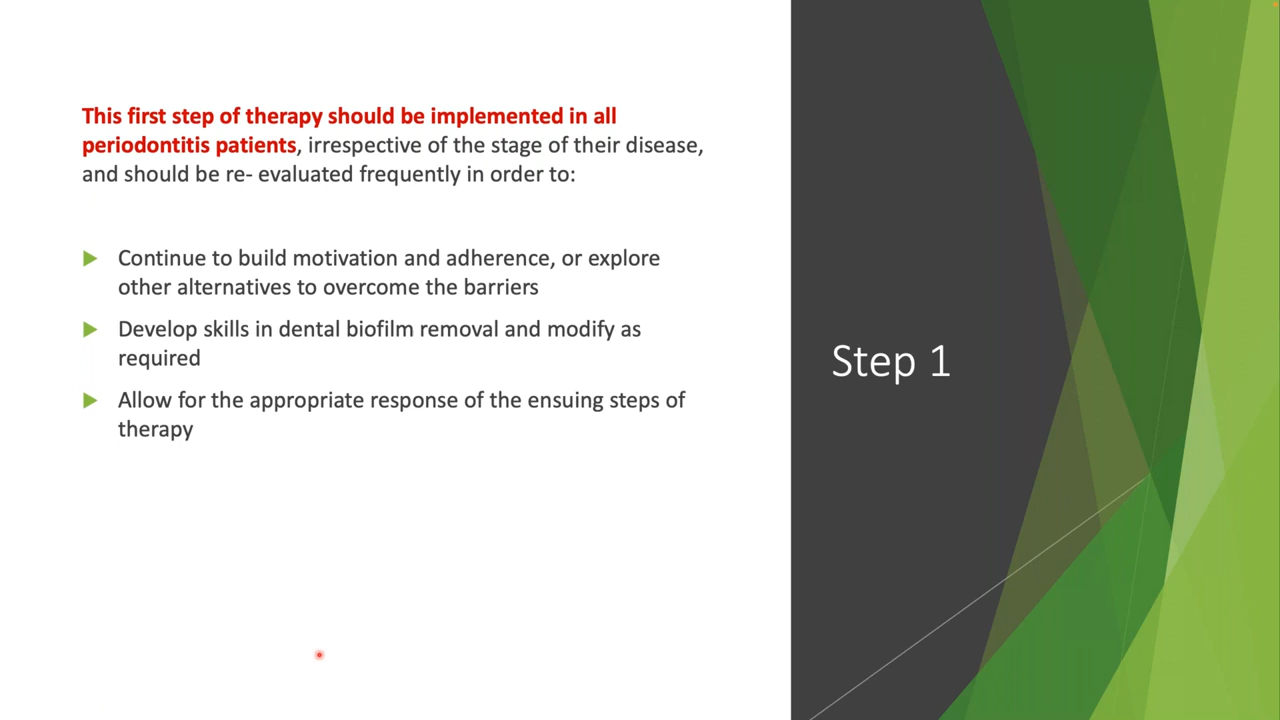 This first step of therapy should be implemented in all
periodontitis patients, irrespective of the stage of their disease,
and should be re- evaluated frequently in order to:
Continue to build motivation and adherence, or explore
other alternatives to overcome the barriers
Develop skills in dental biofilm removal and modify as
required
Allow for the appropriate response of the ensuing steps of
therapy
Step 1